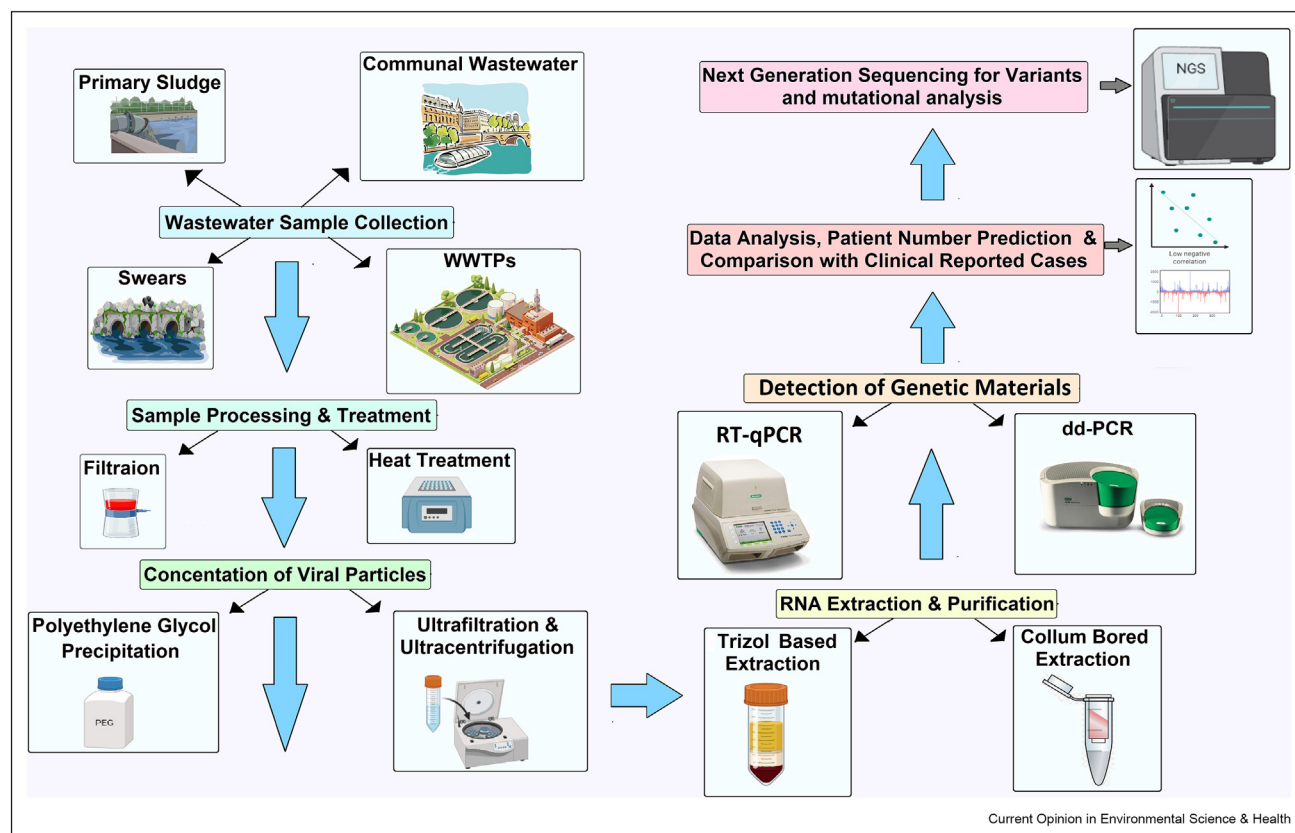 Primary Sludge
Communal Wastewater
Wastewater Sample Collection
Swears
WWTPs
Sample Processing & Treatment
Filtraion
Heat Treatment
Concentation of Viral Particles
Polyethylene Glycol
Precipitation
PEG
Ultrafiltration &
Ultracentrifugation
Next Generation Sequencing for Variants
and mutational analysis
NGS
Data Analysis, Patient Number Prediction &
Comparison with Clinical Reported Cases
Low negative
correlation
Detection of Genetic Materials
RT-qPCR
dd-PCR
RNA Extraction & Purification
Trizol Based
Extraction
Collum Bored
Extraction
Current Opinion in Environmental Science & Health